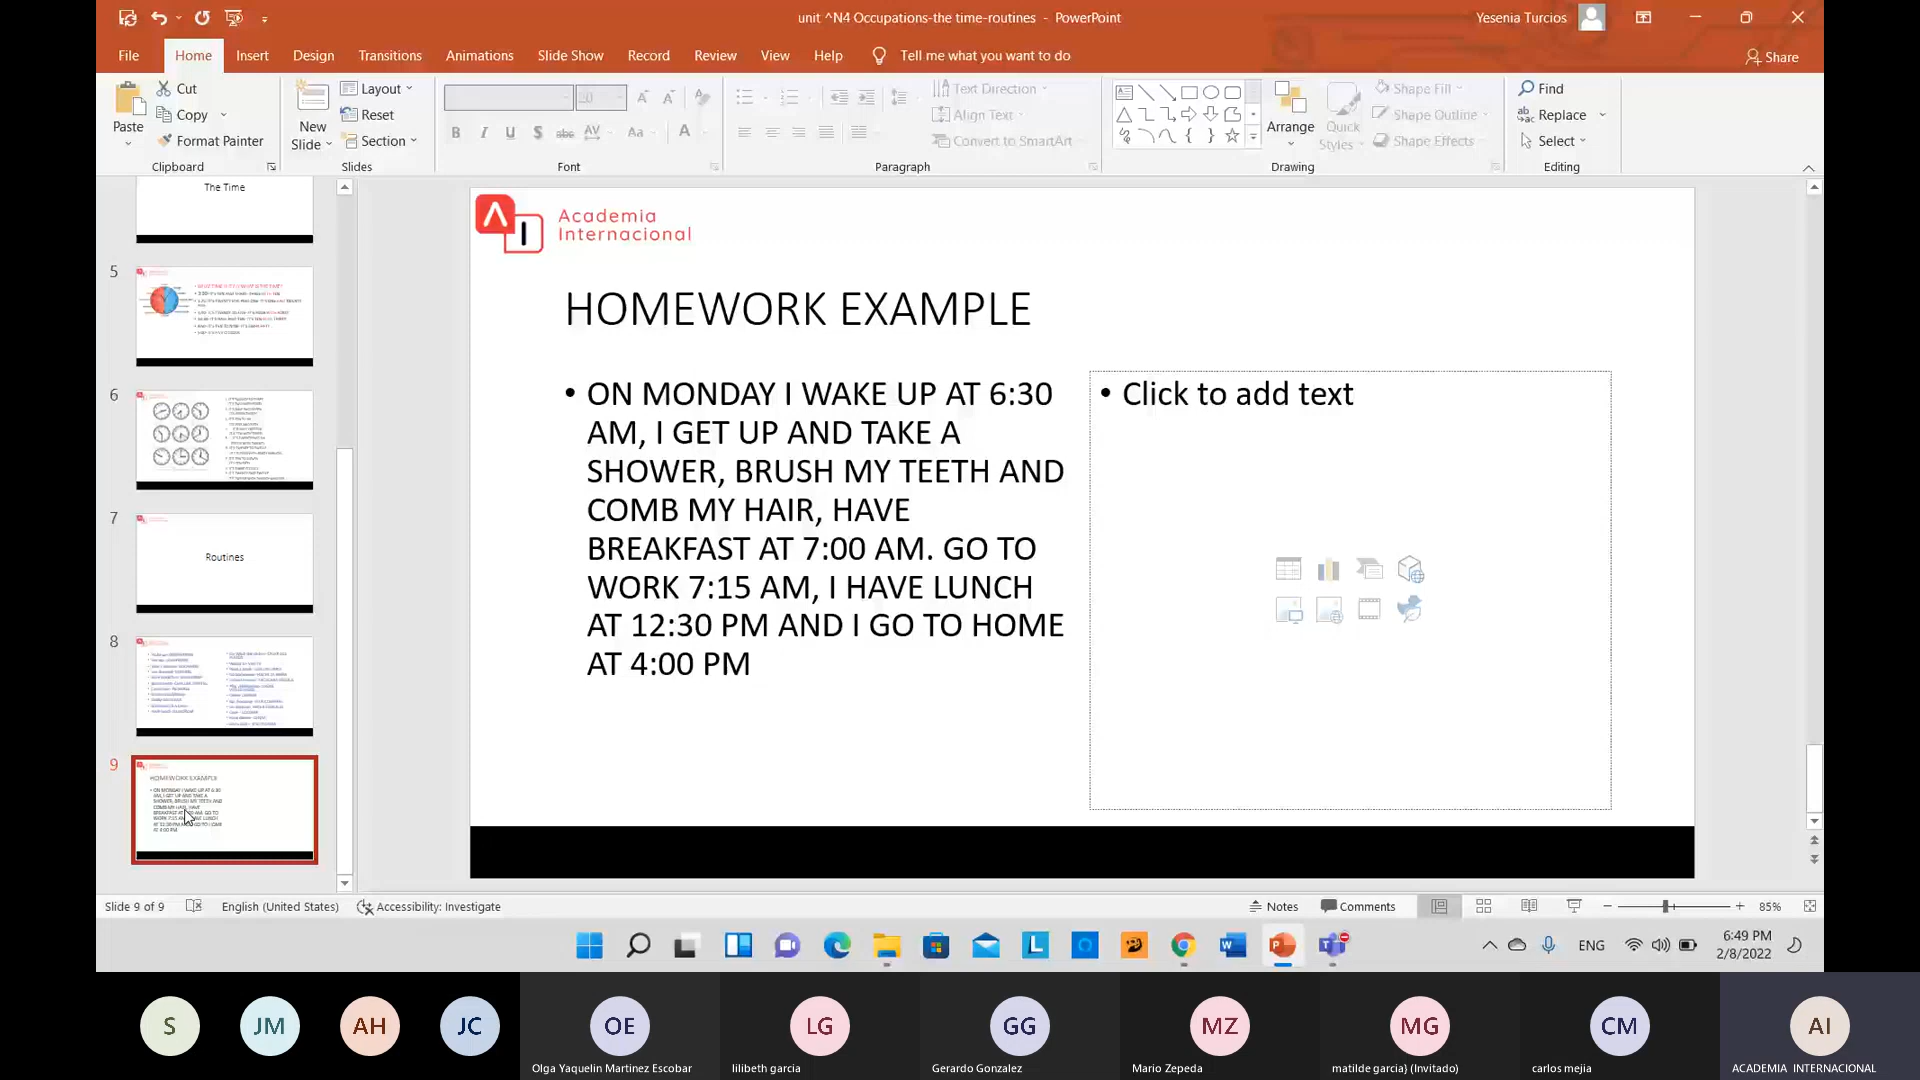 unit ^N4 Occupations-the time-routines - PowerPoint
Yesenia Turcios
File Home Insert Design Transitions Animations Slide Show Record Review View Help Tell me what you want to do
Share
Paste
Cut
Copy
Format Painter
Clipboard
New Slide
Layout
Reset
Section
Slides
Font
Text Direction
Align Text
Convert to SmartArt
Paragraph
Arrange
Quick Styles
Shape Fill
Shape Outline
Shape Effects
Drawing
Find
Replace
Select
Editing
The Time
5
6
7
Routines
8
9
HOMEWORK EXAMPLE
Academia
Internacional
HOMEWORK EXAMPLE
• ON MONDAY I WAKE UP AT 6:30
AM, I GET UP AND TAKE A
SHOWER, BRUSH MY TEETH AND
COMB MY HAIR, HAVE
BREAKFAST AT 7:00 AM. GO TO
WORK 7:15 AM, I HAVE LUNCH
AT 12:30 PM AND I GO TO HOME
AT 4:00 PM
• Click to add text
Slide 9 of 9
English (United States)
Accessibility: Investigate
Notes
Comments
85%
ENG
6:49 PM
2/8/2022
S JM AH JC OE LG GG MZ MG CM AI
Olga Yaquelin Martinez Escobar
lilibeth garcia
Gerardo Gonzalez
Mario Zepeda
matilde garcia} (Invitado)
carlos mejia
ACADEMIA INTERNACIONAL